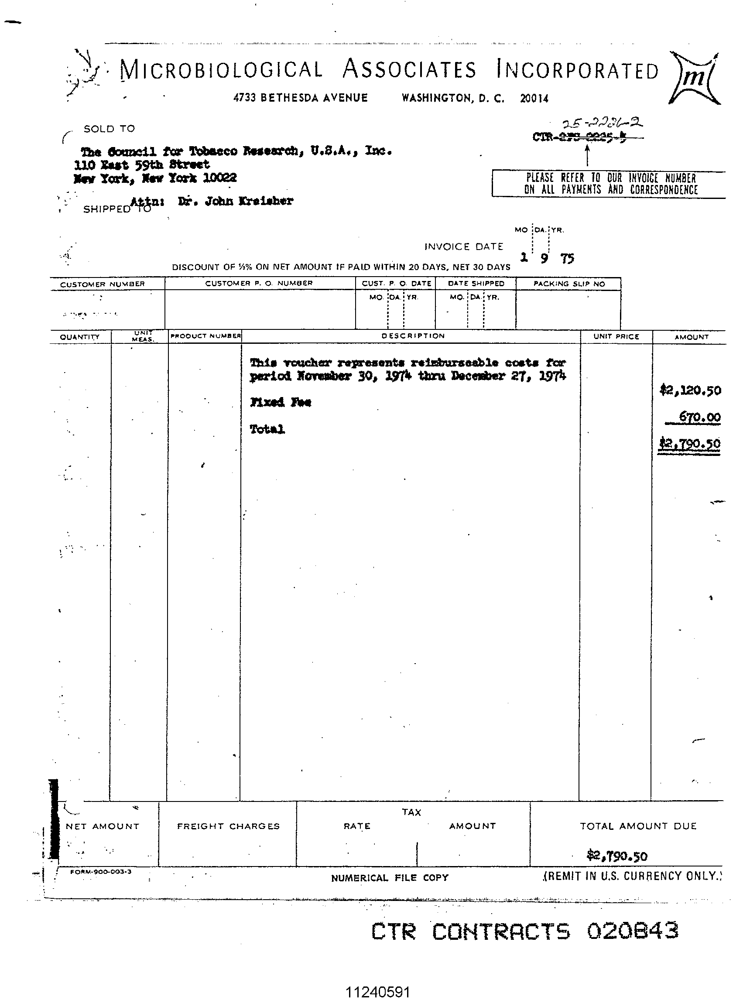 MICROBIOLOGICAL ASSOCIATES INCORPORATED m
4733 BETHESDA AVENUE WASHINGTON, D. C. 20014
SOLD TO
25-2226-2
CTR-273-2225-5
The Council for Tobacco Research, U.S.A., Inc.
110 East 59th Street
New York, New York 10022
PLEASE REFER TO OUR INVOICE NUMBER
ON ALL PAYMENTS AND CORRESPONDENCE
SHIPPED TO Attn: Dr. John Kreisher
MO DA. YR.
INVOICE DATE 1 9 75
DISCOUNT OF ½% ON NET AMOUNT IF PAID WITHIN 20 DAYS, NET 30 DAYS
CUSTOMER NUMBER CUSTOMER P. O. NUMBER CUST. P. O. DATE DATE SHIPPED PACKING SLIP NO
MO. DA YR. MO. DA YR.
QUANTITY UNIT MEAS. PRODUCT NUMBER DESCRIPTION UNIT PRICE AMOUNT
This voucher represents reimburseable costs for
period November 30, 1974 thru December 27, 1974 $2,120.50
Fixed Fee 670.00
Total $2,790.50
TAX
NET AMOUNT FREIGHT CHARGES RATE AMOUNT TOTAL AMOUNT DUE
$2,790.50
FORM-900-003-3 NUMERICAL FILE COPY (REMIT IN U.S. CURRENCY ONLY.)
CTR CONTRACTS 020843
11240591